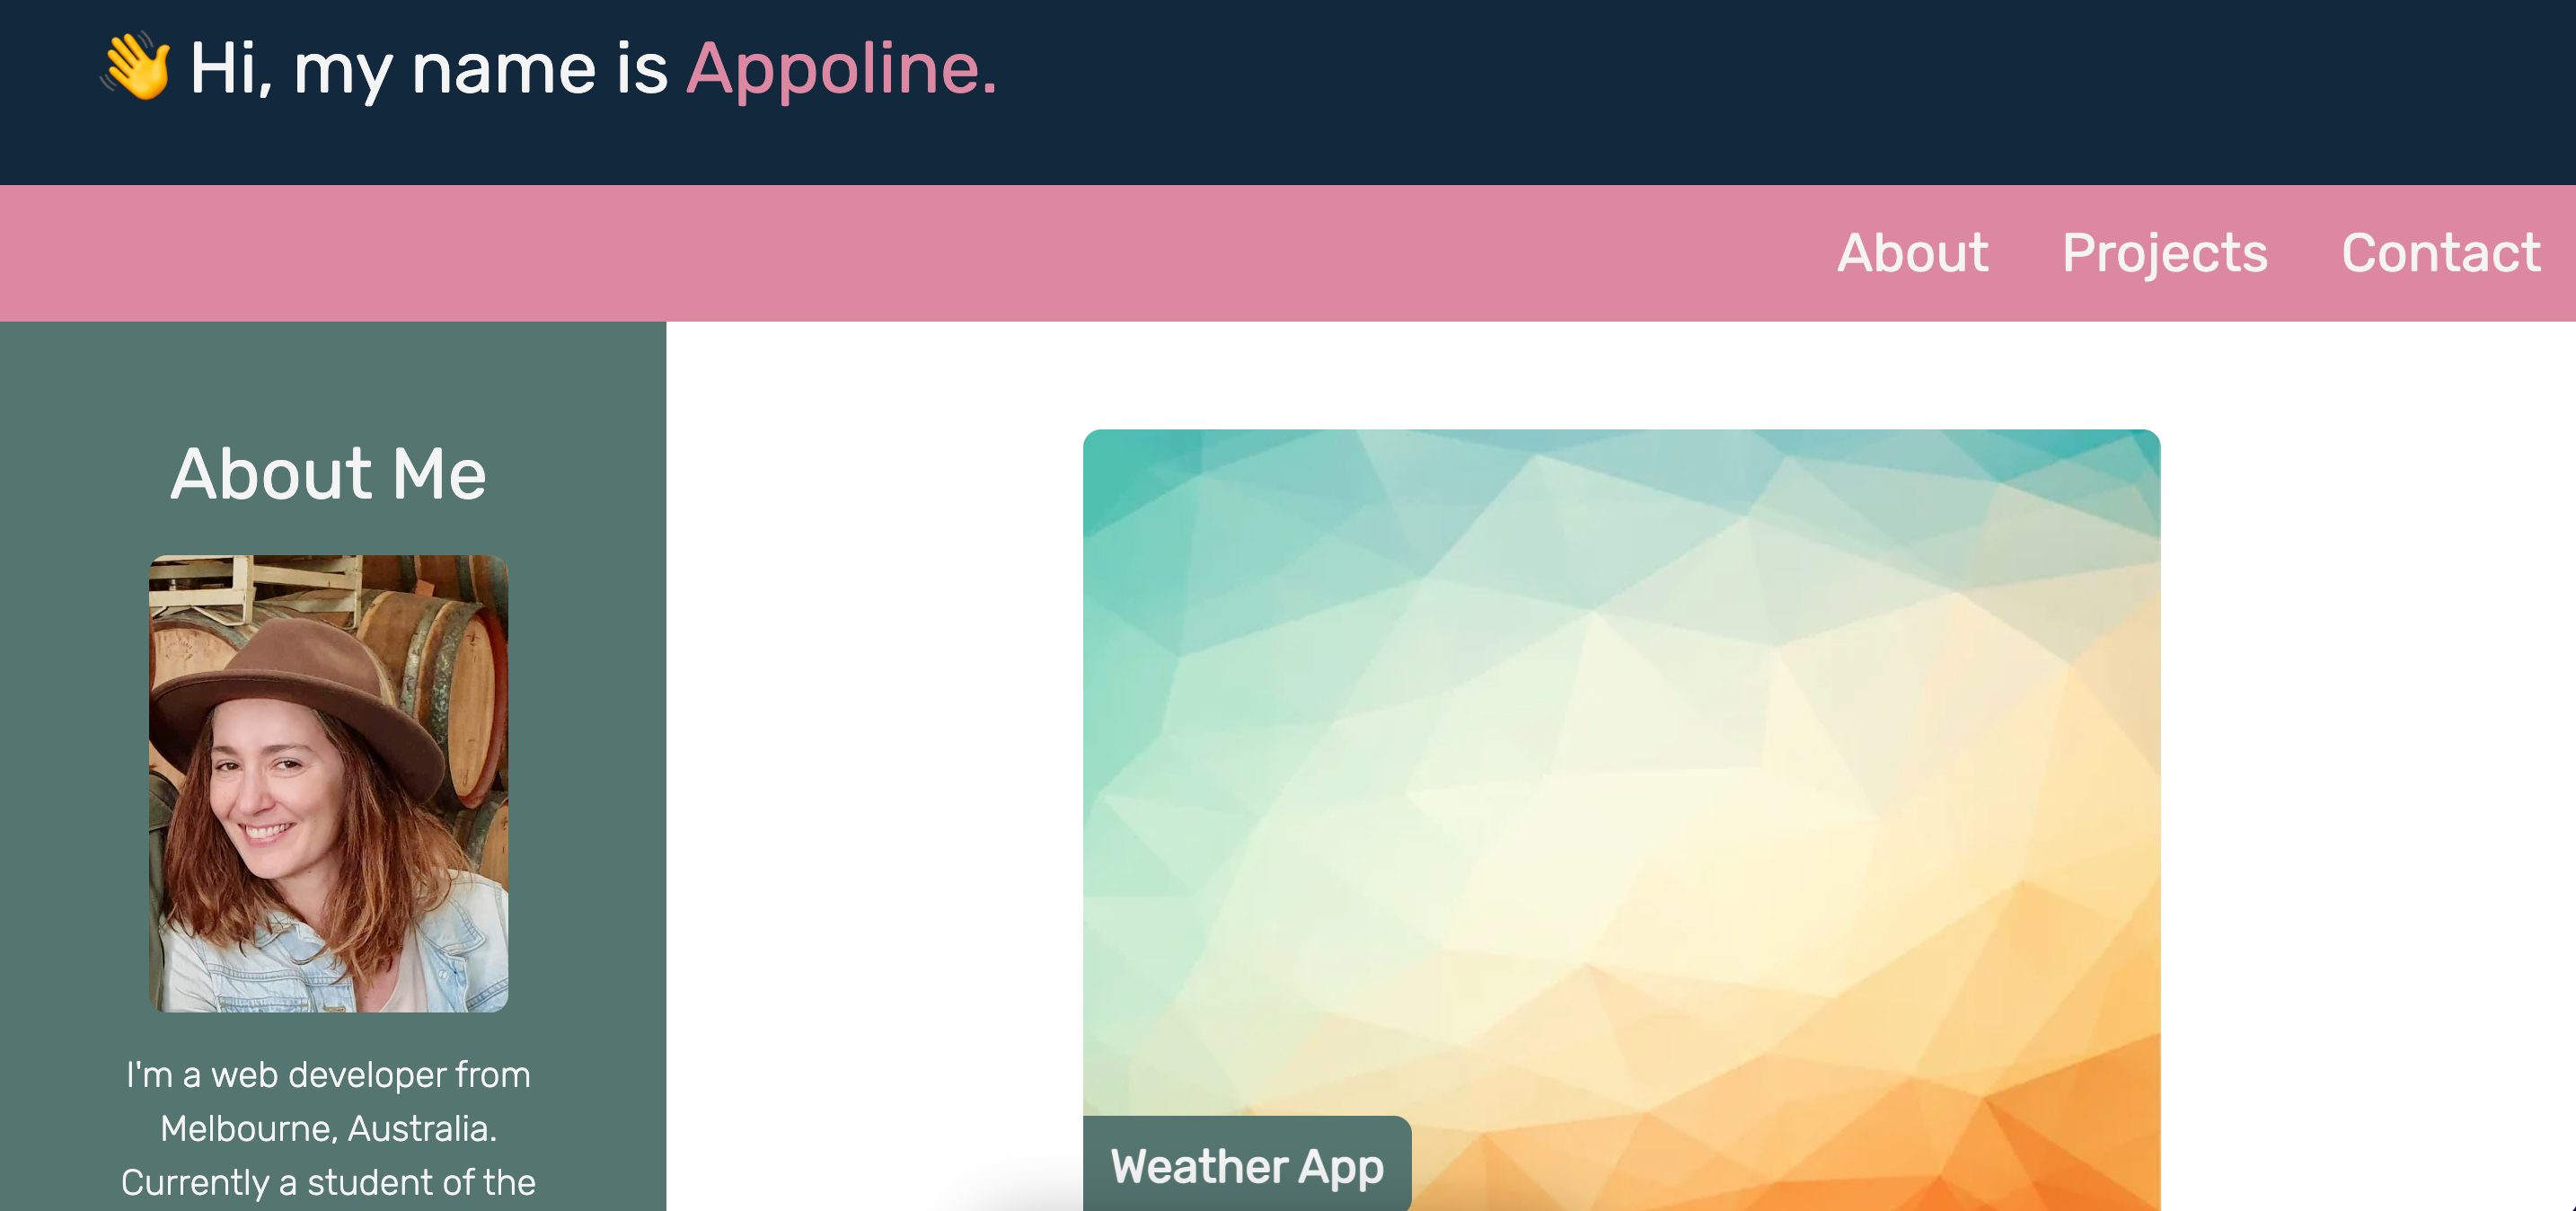 👋 Hi, my name is Appoline.
About Projects Contact
About Me
I'm a web developer from
Melbourne, Australia.
Currently a student of the
Weather App